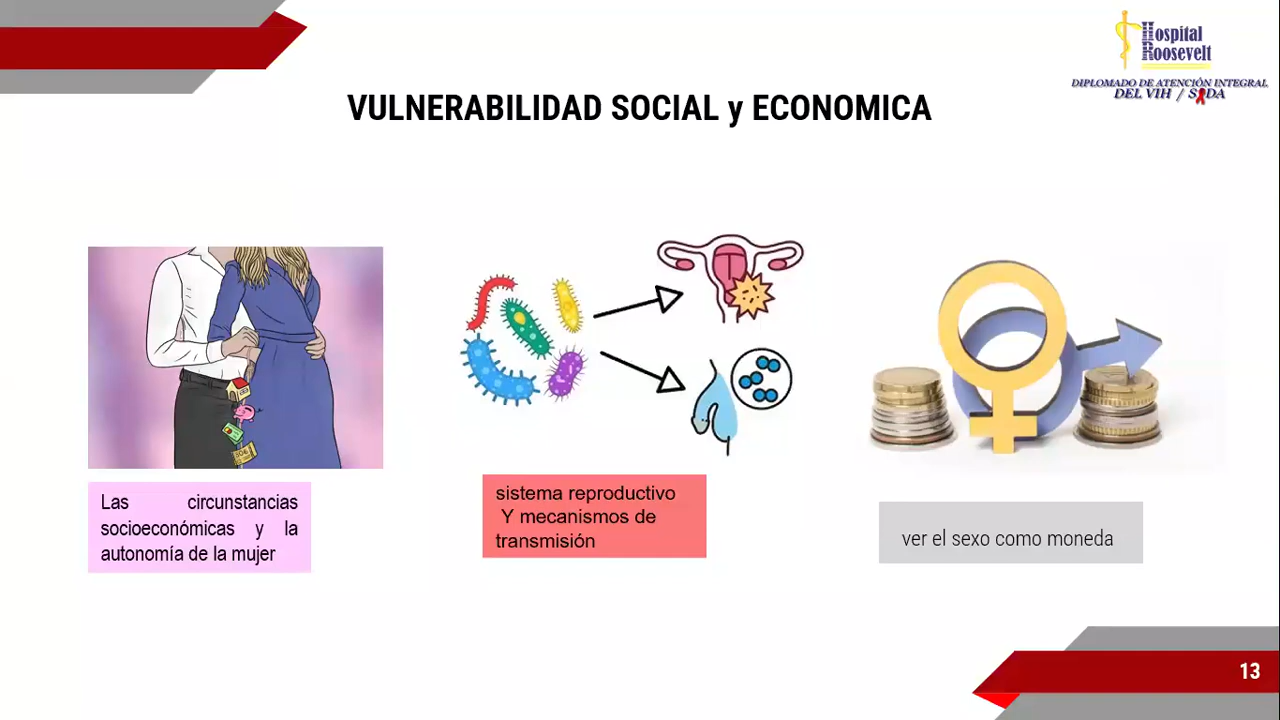 Hospital
Roosevelt
DIPLOMADO DE ATENCIÓN INTEGRAL
DEL VIH / SIDA
VULNERABILIDAD SOCIAL y ECONOMICA
Las circunstancias
socioeconómicas y la
autonomía de la mujer
sistema reproductivo
Y mecanismos de
transmisión
ver el sexo como moneda
13